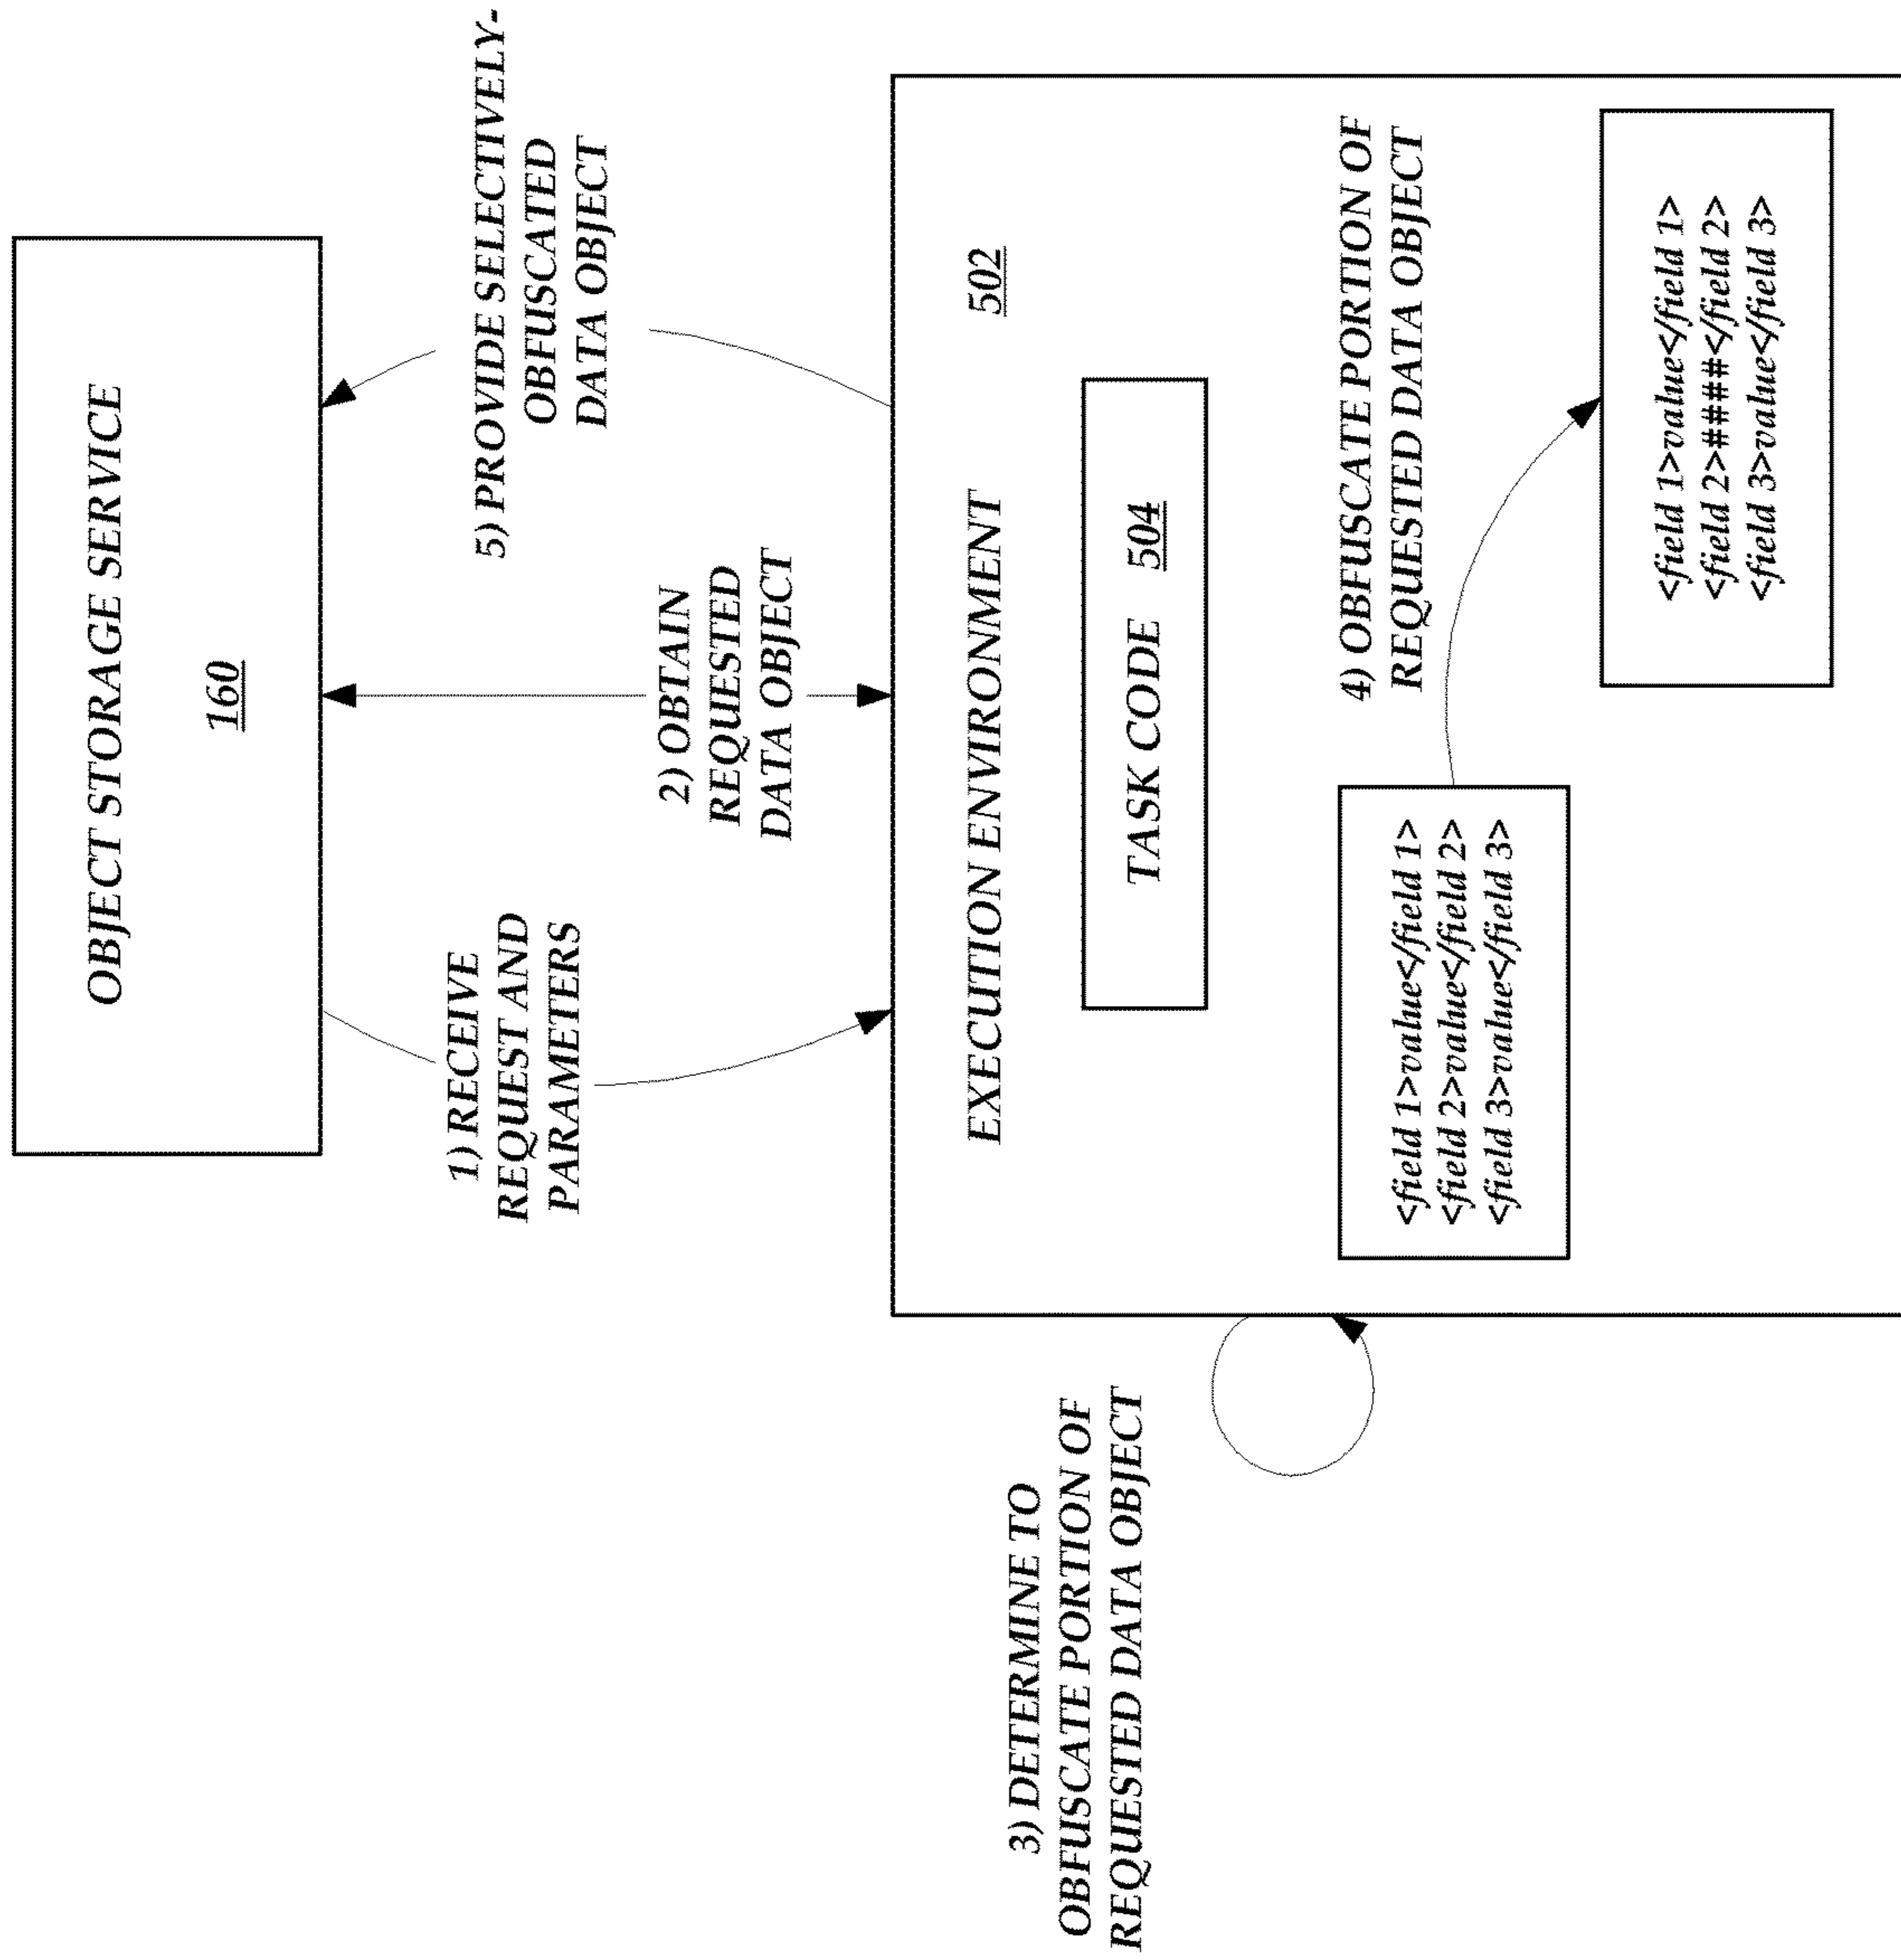 OBJECT STORAGE SERVICE
160
1) RECEIVE
REQUEST AND
PARAMETERS
2) OBTAIN
REQUESTED
DATA OBJECT
5) PROVIDE SELECTIVELY-
OBFUSCATED
DATA OBJECT
EXECUTION ENVIRONMENT
502
TASK CODE 504
3) DETERMINE TO
OBFUSCATE PORTION OF
REQUESTED DATA OBJECT
<field 1>value</field 1>
<field 2>value</field 2>
<field 3>value</field 3>
4) OBFUSCATE PORTION OF
REQUESTED DATA OBJECT
<field 1>value</field 1>
<field 2>####</field 2>
<field 3>value</field 3>